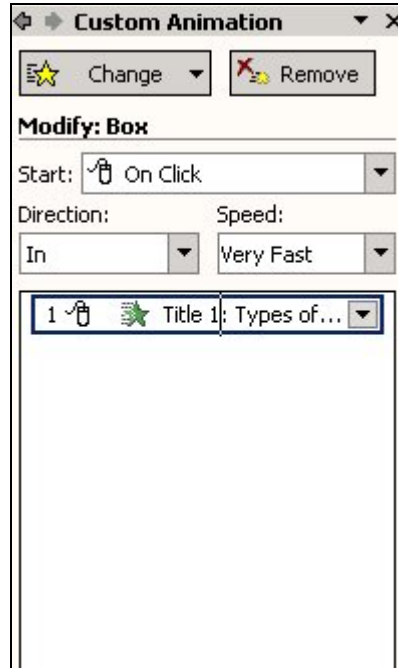 Custom Animation
Change Remove
Modify: Box
Start: On Click
Direction: Speed:
In Very Fast
1 Title 1: Types of...